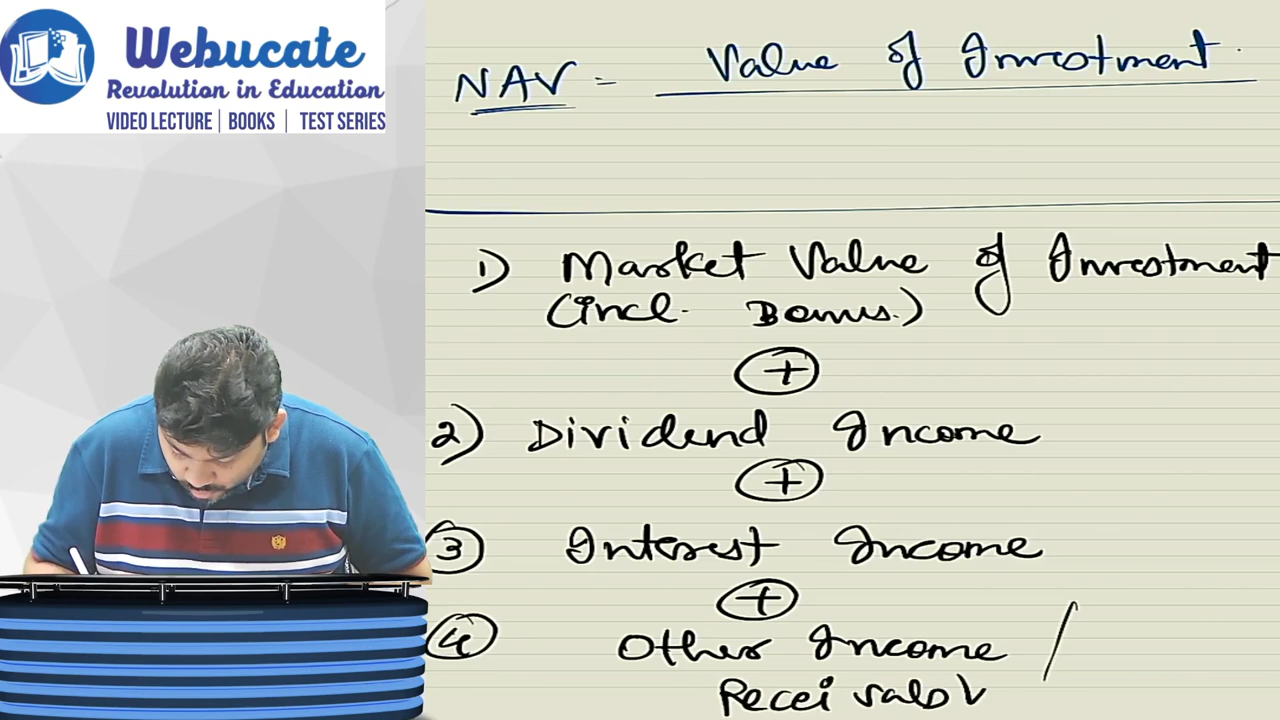 Webucate
Revolution in Education
VIDEO LECTURE | BOOKS | TEST SERIES
NAV = Value of Investment
1) Market Value of Investment
(incl. Bonus.)
+
2) Dividend Income
+
3 Interest Income
+
4 Other Income /